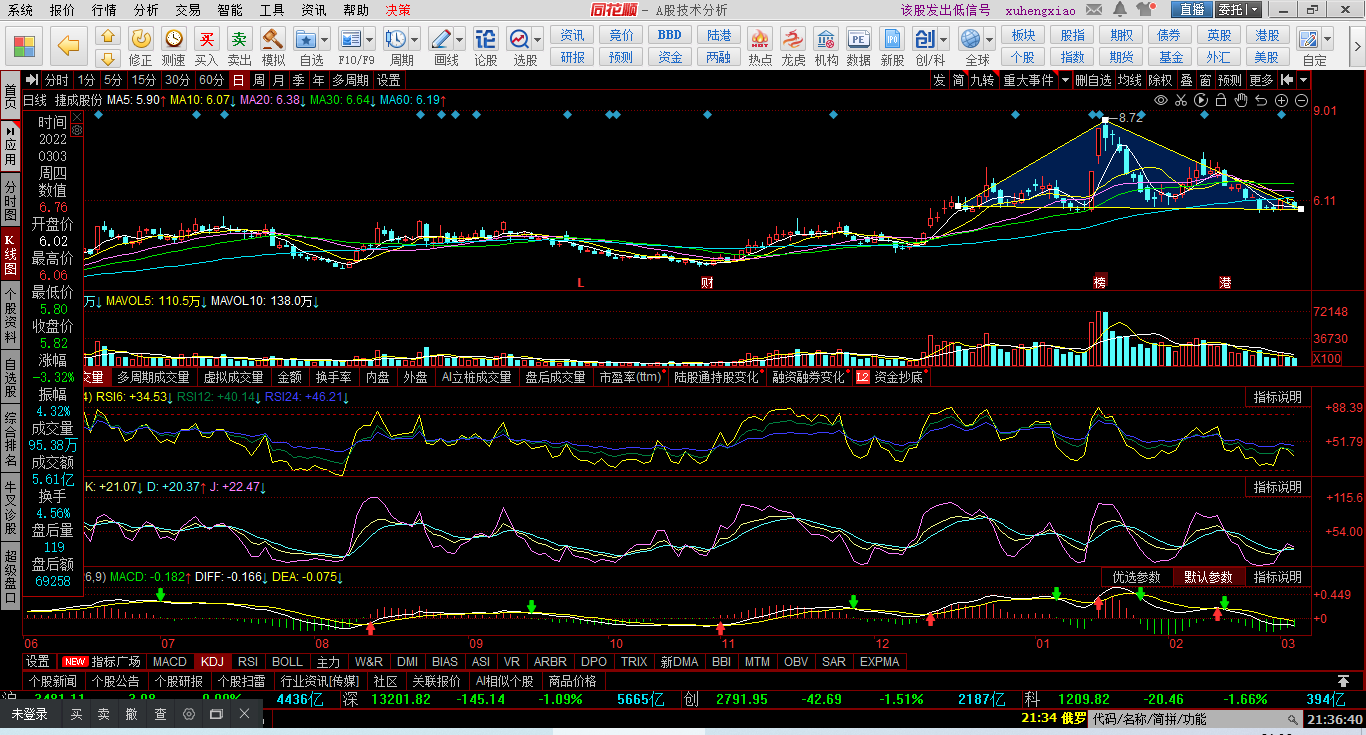 系统 报价 行情 分析 交易 智能 工具 资讯 帮助 决策 同花顺 - A股技术分析 该股发出低信号 xuhengxiao 直播 委托
买 卖 资讯 竞价 BBD 陆港 板块 股指 期权 债券 英股 港股
修正 测速 买入 卖出 模拟 自选 F10/F9 周期 画线 论股 选股 研报 预测 资金 两融 热点 龙虎 机构 数据 新股 创/科 全球 个股 指数 期货 基金 外汇 美股 自定
首页
应用
分时图
K线图
个股资料
自选股
综合排名
牛叉诊股
超级盘口
分时 1分 5分 15分 30分 60分 日 周 月 季 年 多周期 设置 发 简 九转 重大事件 删自选 均线 除权 叠 窗 预测 更多
日线 捷成股份 MA5: 5.90↑ MA10: 6.07↓ MA20: 6.38↓ MA30: 6.64↓ MA60: 6.19↑
9.01
8.72
6.11
时间
2022
0303
周四
数值
6.76
开盘价
6.02
最高价
6.06
最低价
5.80
收盘价
5.82
涨幅
-3.32%
振幅
4.32%
成交量
95.38万
成交额
5.61亿
换手
4.56%
盘后量
119
盘后额
69258
L 财 榜 港
万↓ MAVOL5: 110.5万↓ MAVOL10: 138.0万↓
72148
36730
X100
交量 多周期成交量 虚拟成交量 金额 换手率 内盘 外盘 AI立桩成交量 盘后成交量 市盈率(ttm) 陆股通持股变化 融资融券变化 L2 资金抄底
4) RSI6: +34.53↓ RSI12: +40.14↓ RSI24: +46.21↓ 指标说明
+88.39
+51.79
K: +21.07↓ D: +20.37↑ J: +22.47↓ 指标说明
+115.6
+54.00
26,9) MACD: -0.182↑ DIFF: -0.166↓ DEA: -0.075↓ 优选参数 默认参数 指标说明
+0.449
+0
06 07 08 09 10 11 12 01 02 03
设置 NEW 指标广场 MACD KDJ RSI BOLL 主力 W&R DMI BIAS ASI VR ARBR DPO TRIX 新DMA BBI MTM OBV SAR EXPMA
个股新闻 个股公告 个股研报 个股扫雷 行业资讯[传媒] 社区 关联报价 AI相似个股 商品价格
沪 3481.11 4436亿 深 13201.82 -145.14 -1.09% 5665亿 创 2791.95 -42.69 -1.51% 2187亿 科 1209.82 -20.46 -1.66% 394亿
未登录 买 卖 撤 查 21:34 俄罗 代码/名称/简拼/功能 21:36:40